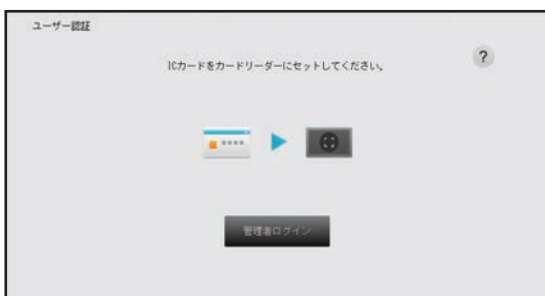 ユーザー認証
ICカードをカードリーダーにセットしてください。
?
管理者ログイン